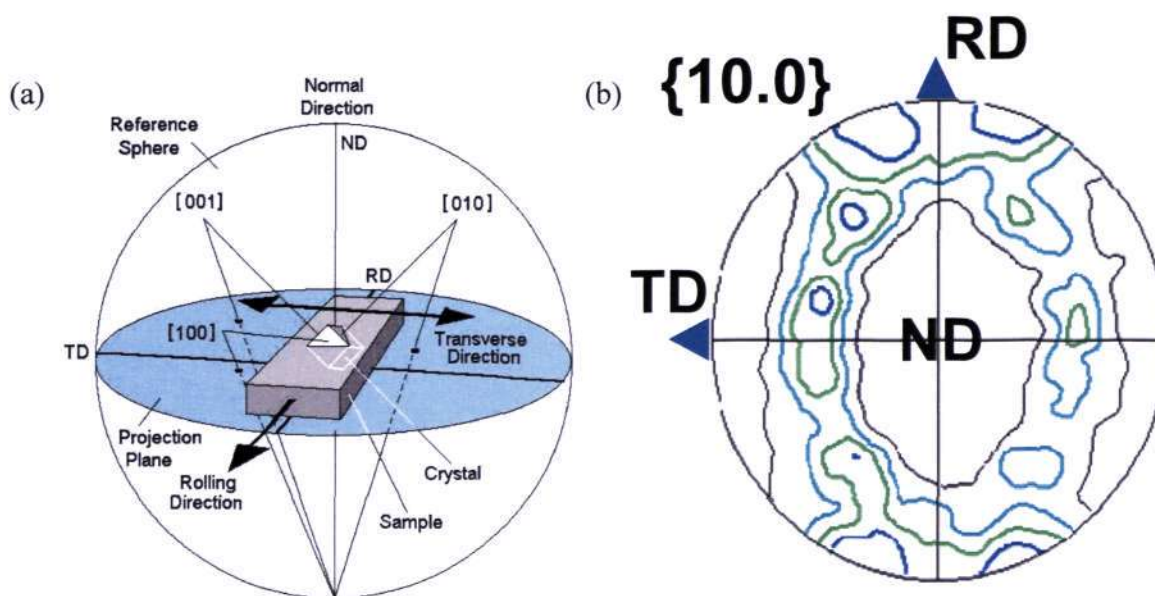 (a)
Normal
Direction
ND
Reference
Sphere
[001]
[010]
RD
[100]
TD
Transverse
Direction
Projection
Plane
Rolling
Direction
Crystal
Sample
(b)
{10.0}
RD
TD
ND